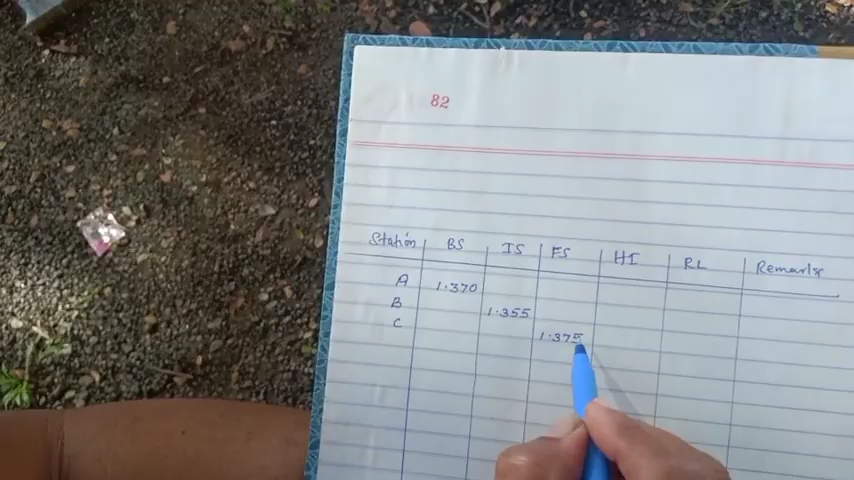 82
Station BS IS FS HI RL Remarks
A 1.370
B 1.355
C 1.375